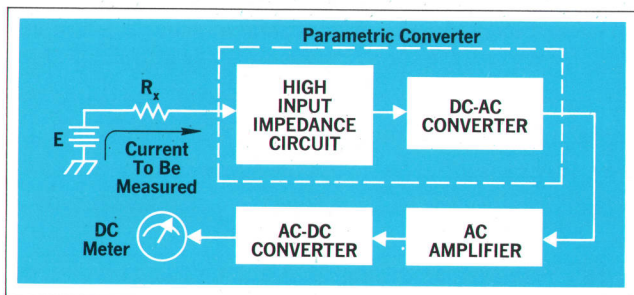 Parametric Converter
Rx
HIGH
INPUT
IMPEDANCE
CIRCUIT
DC-AC
CONVERTER
E
Current
To Be
Measured
DC
Meter
AC-DC
CONVERTER
AC
AMPLIFIER